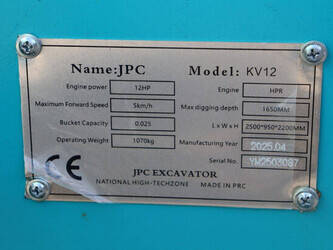 Name:JPC Model: KV12
Engine power 12HP Engine HPR
Maximum Forward Speed 5km/h Max digging depth 1650MM
Bucket Capacity 0.025 L x W x H 2500*950*2200MM
Operating Weight 1070kg Manufacturing Year 2025.04
Serial No. YM2503087
CE JPC EXCAVATOR
NATIONAL HIGH-TECHZONE MADE IN PRC